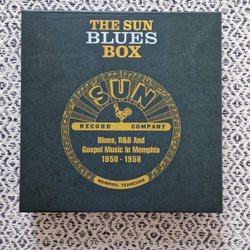 THE SUN
BLUES
BOX
SUN
RECORD COMPANY
Blues, R&B And
Gospel Music In Memphis
1950 - 1958
MEMPHIS, TENNESSEE